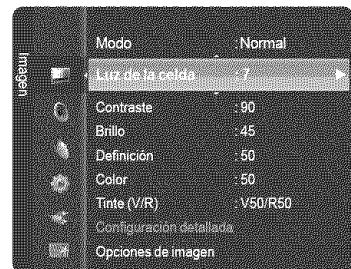 Imagen
Modo : Normal
Luz de la celda : 7
Contraste : 90
Brillo : 45
Definición : 50
Color : 50
Tinte (V/R) : V50/R50
Configuración detallada
Opciones de imagen